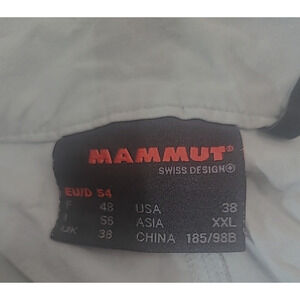 MAMMUT®
SWISS DESIGN
EU/D 54
F 48 USA 38
I 56 ASIA XXL
UK 38 CHINA 185/98B